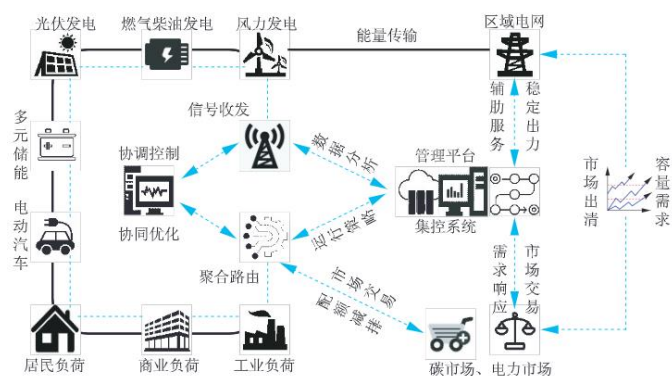 光伏发电
燃气柴油发电
风力发电
能量传输
区域电网
信号收发
数据分析
辅助服务
稳定出力
多元储能
协调控制
管理平台
市场出清
容量需求
协同优化
运行策略
集控系统
电动汽车
聚合路由
市场交易
配额减排
需求响应
市场交易
居民负荷
商业负荷
工业负荷
碳市场、电力市场